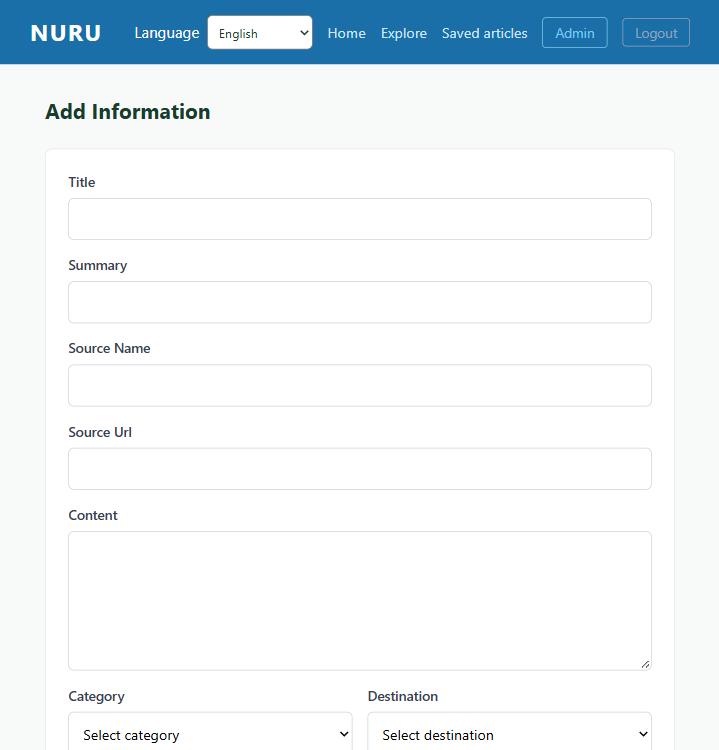 NURU Language English Home Explore Saved articles Admin Logout
Add Information
Title
Summary
Source Name
Source Url
Content
Category Destination
Select category Select destination